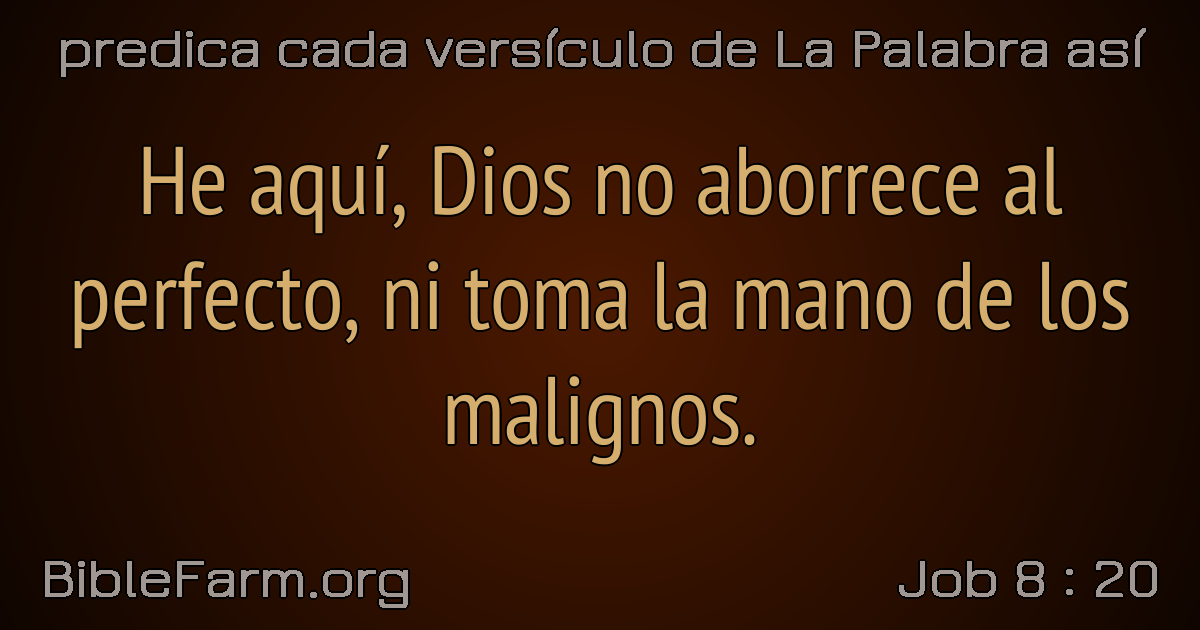 predica cada versículo de La Palabra así
He aquí, Dios no aborrece al
perfecto, ni toma la mano de los
malignos.
BibleFarm.org
Job 8 : 20